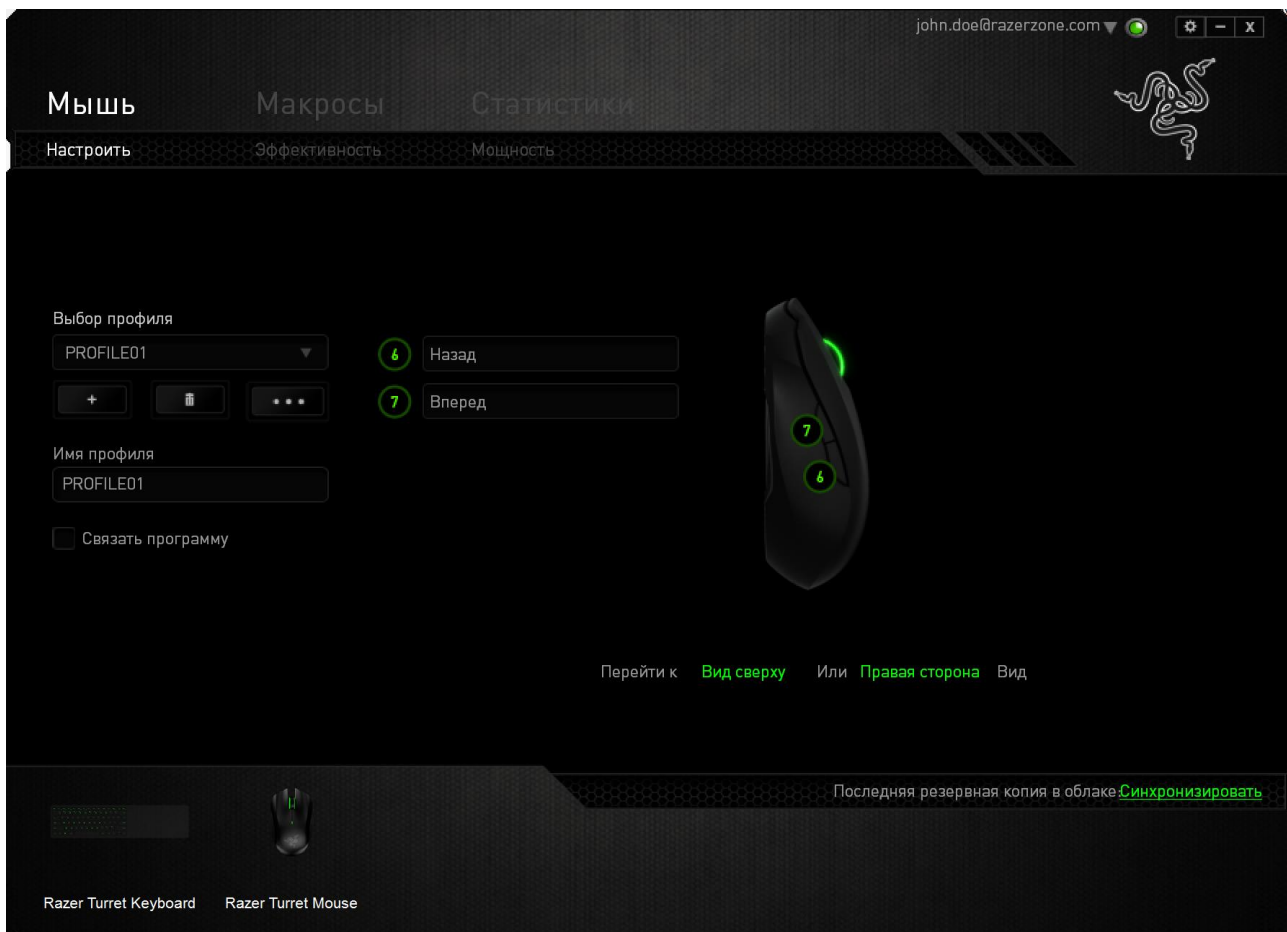 john.doe@razerzone.com
Мышь Макросы Статистики
Настроить Эффективность Мощность
Выбор профиля
PROFILE01
6 Назад
7 Вперед
Имя профиля
PROFILE01
Связать программу
7
6
Перейти к Вид сверху Или Правая сторона Вид
Последняя резервная копия в облаке:Синхронизировать
Razer Turret Keyboard Razer Turret Mouse